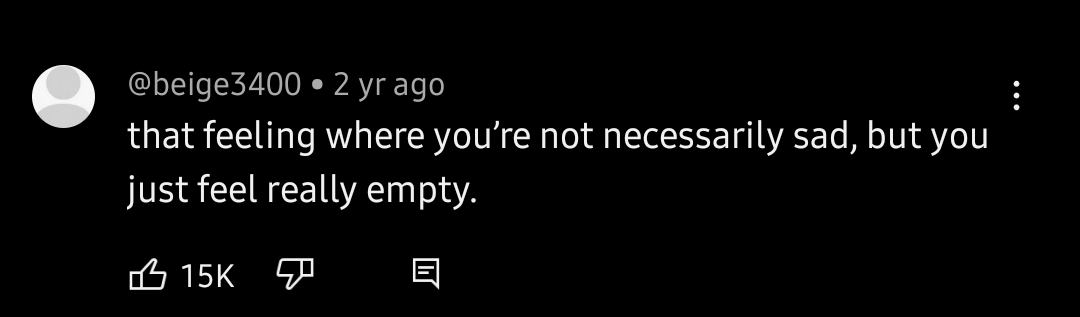 @beige3400 • 2 yr ago
that feeling where you’re not necessarily sad, but you
just feel really empty.
15K